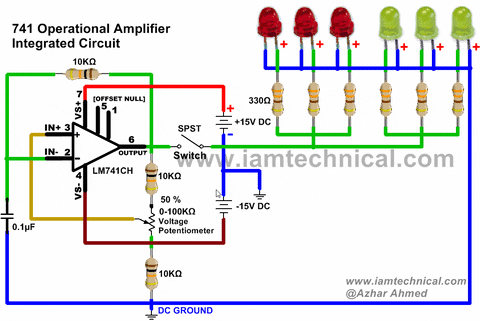 741 Operational Amplifier
Integrated Circuit
10KΩ
7
VS+
[OFFSET NULL]
5
1
IN+ 3
+
6
OUTPUT
IN- 2
-
4
VS-
LM741CH
SPST
Switch
+
+15V DC
-
330Ω
+
+
+
+
+
+
www.iamtechnical.com
10KΩ
50 %
0-100KΩ
Voltage
Potentiometer
-15V DC
0.1µF
10KΩ
DC GROUND
www.iamtechnical.com
@Azhar Ahmed